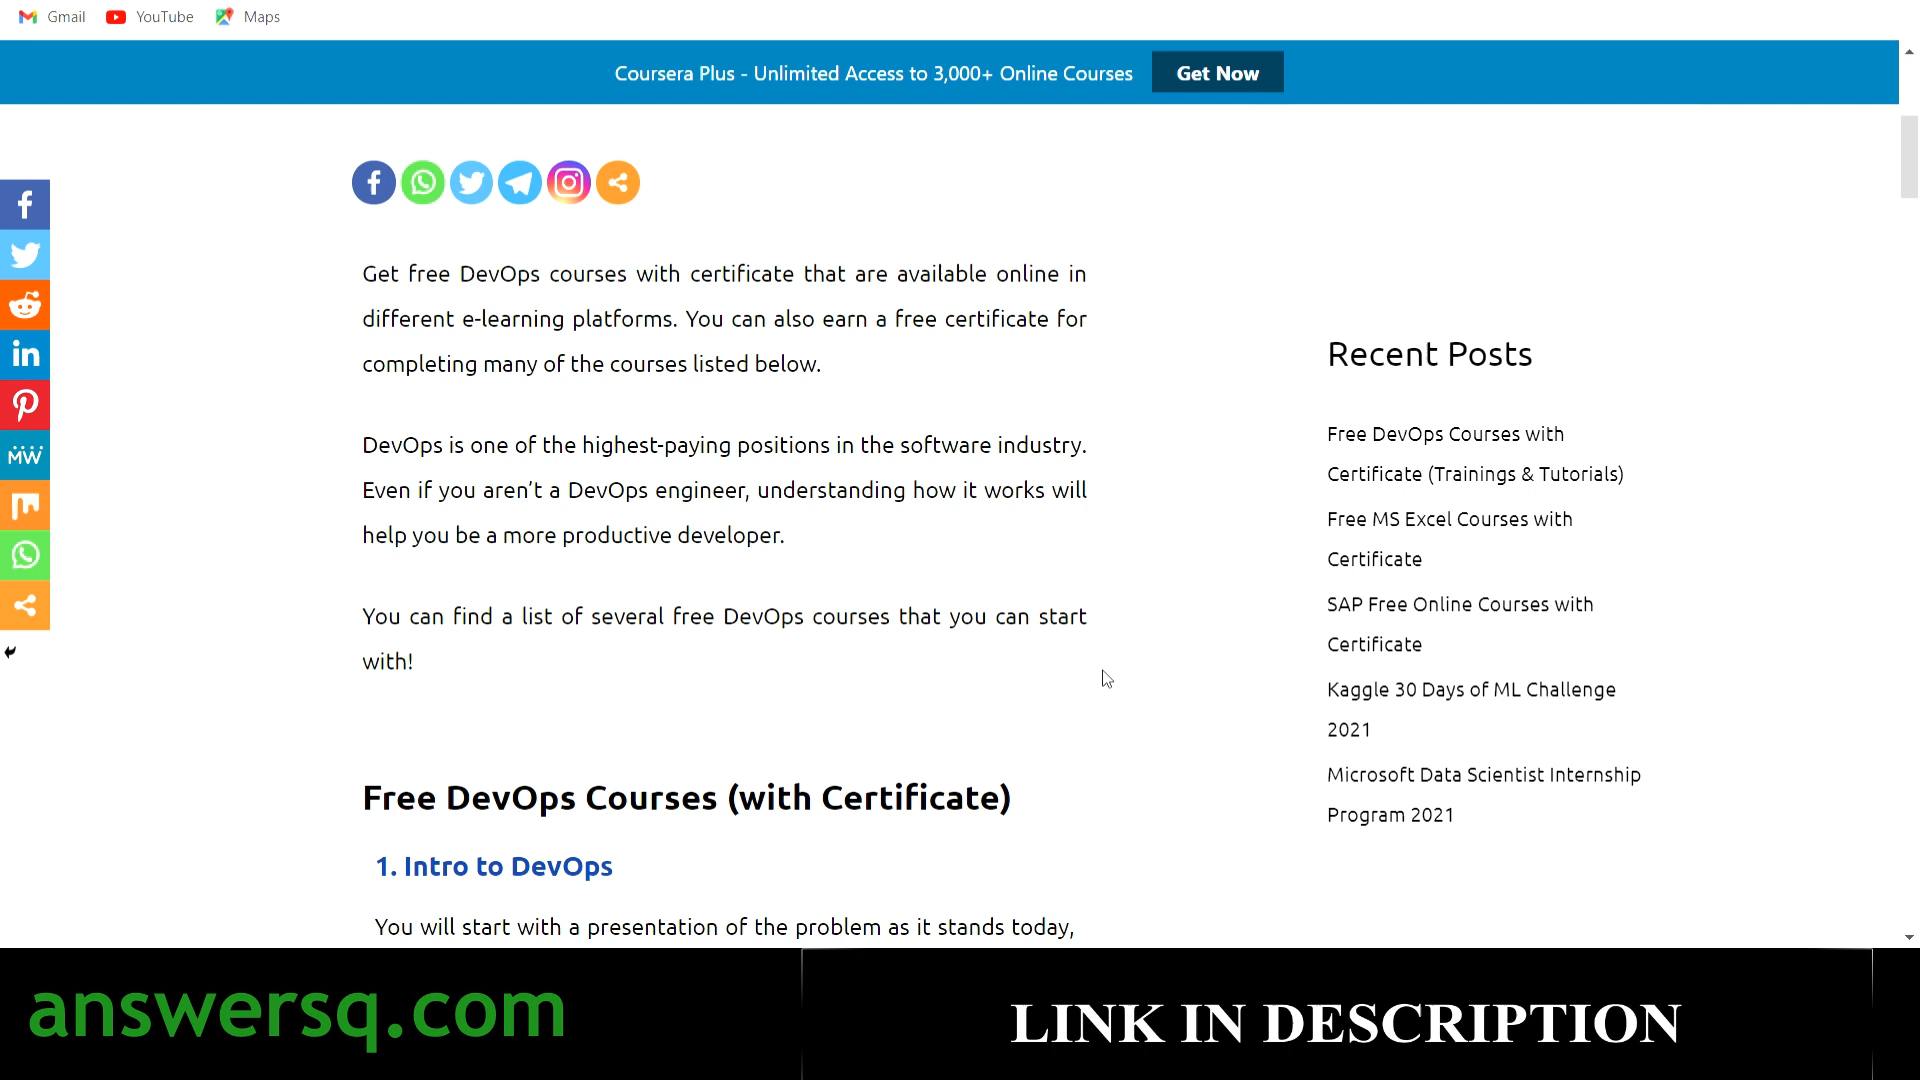 Gmail YouTube Maps
Coursera Plus - Unlimited Access to 3,000+ Online Courses Get Now
Get free DevOps courses with certificate that are available online in
different e-learning platforms. You can also earn a free certificate for
completing many of the courses listed below.
DevOps is one of the highest-paying positions in the software industry.
Even if you aren’t a DevOps engineer, understanding how it works will
help you be a more productive developer.
You can find a list of several free DevOps courses that you can start
with!
Free DevOps Courses (with Certificate)
1. Intro to DevOps
You will start with a presentation of the problem as it stands today,
Recent Posts
Free DevOps Courses with
Certificate (Trainings & Tutorials)
Free MS Excel Courses with
Certificate
SAP Free Online Courses with
Certificate
Kaggle 30 Days of ML Challenge
2021
Microsoft Data Scientist Internship
Program 2021
answersq.com
LINK IN DESCRIPTION